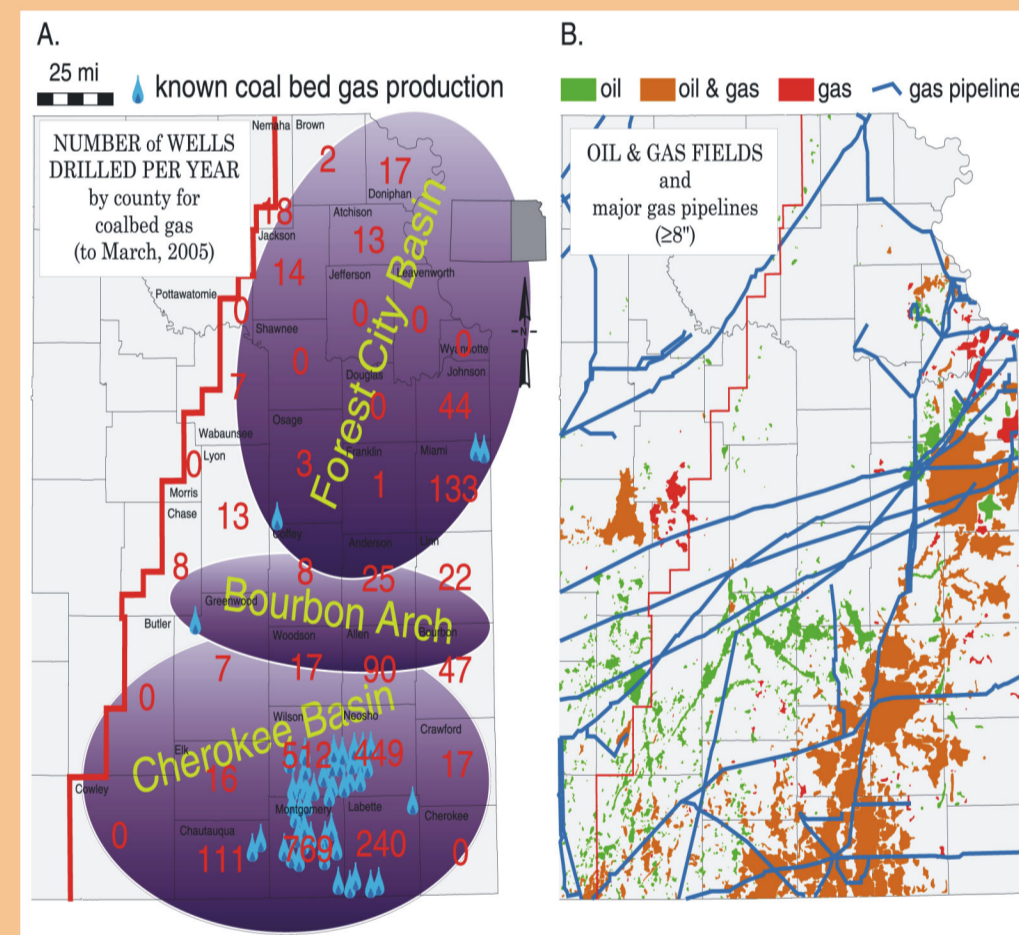 A.
25 mi
known coal bed gas production
NUMBER of WELLS
DRILLED PER YEAR
by county for
coalbed gas
(to March, 2005)
Nemaha Brown
2
17
Doniphan
18
Atchison
Jackson
13
14
Jefferson
Leavenworth
Pottawatomie
0
0
0
Shawnee
0
Wyandotte
0
Johnson
Douglas
7
0
44
Osage
Wabaunsee
Lyon
Franklin
Miami
0
3
1
133
Morris
Chase
13
Coffey
Anderson
Linn
Forest City Basin
8
8
25
22
Greenwood
Bourbon Arch
Butler
Woodson
Allen
Bourbon
7
17
90
47
0
Wilson
Neosho
Crawford
Cherokee Basin
Elk
512
449
17
16
Cowley
Montgomery
Labette
Cherokee
0
Chautauqua
111
769
240
0
N
B.
oil
oil & gas
gas
gas pipeline
OIL & GAS FIELDS
and
major gas pipelines
(≥8")